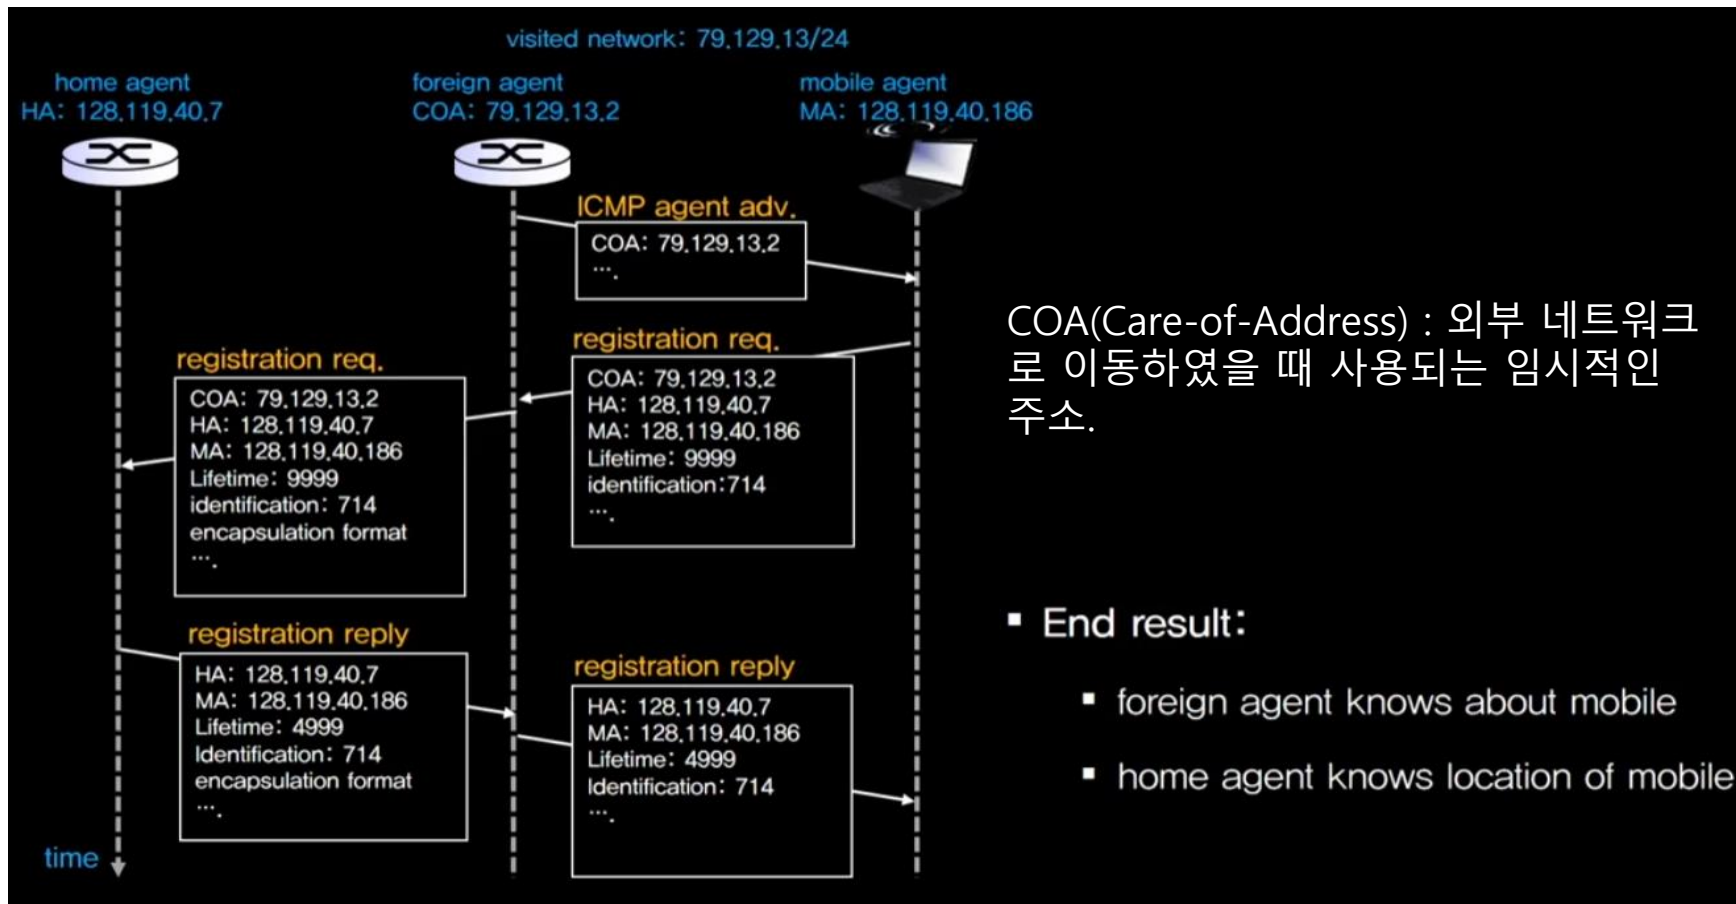 visited network: 79.129.13/24
home agent
HA: 128.119.40.7
foreign agent
COA: 79.129.13.2
mobile agent
MA: 128.119.40.186
ICMP agent adv.
COA: 79.129.13.2
….
registration req.
COA: 79.129.13.2
HA: 128.119.40.7
MA: 128.119.40.186
Lifetime: 9999
identification:714
….
registration req.
COA: 79.129.13.2
HA: 128.119.40.7
MA: 128.119.40.186
Lifetime: 9999
identification: 714
encapsulation format
….
registration reply
HA: 128.119.40.7
MA: 128.119.40.186
Lifetime: 4999
Identification: 714
encapsulation format
….
registration reply
HA: 128.119.40.7
MA: 128.119.40.186
Lifetime: 4999
Identification: 714
….
time
COA(Care-of-Address) : 외부 네트워크
로 이동하였을 때 사용되는 임시적인
주소.
▪ End result:
▪ foreign agent knows about mobile
▪ home agent knows location of mobile